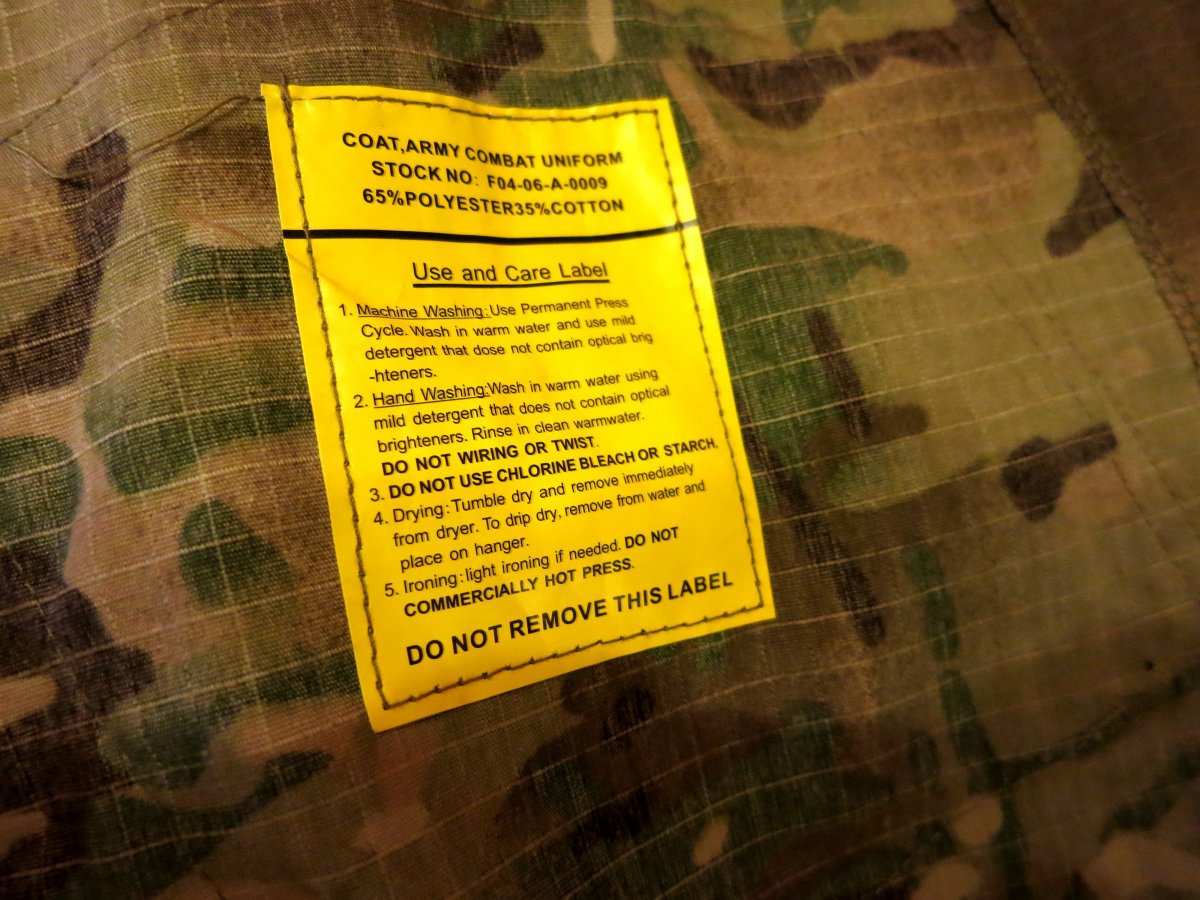 COAT,ARMY COMBAT UNIFORM
STOCK NO: F04-06-A-0009
65%POLYESTER35%COTTON
Use and Care Label
1. Machine Washing:Use Permanent Press
Cycle. Wash in warm water and use mild
detergent that dose not contain optical brig
-hteners.
2. Hand Washing:Wash in warm water using
mild detergent that does not contain optical
brighteners. Rinse in clean warmwater.
DO NOT WIRING OR TWIST.
3. DO NOT USE CHLORINE BLEACH OR STARCH.
4. Drying:Tumble dry and remove immediately
from dryer. To drip dry, remove from water and
place on hanger.
5. Ironing:light ironing if needed. DO NOT
COMMERCIALLY HOT PRESS.
DO NOT REMOVE THIS LABEL